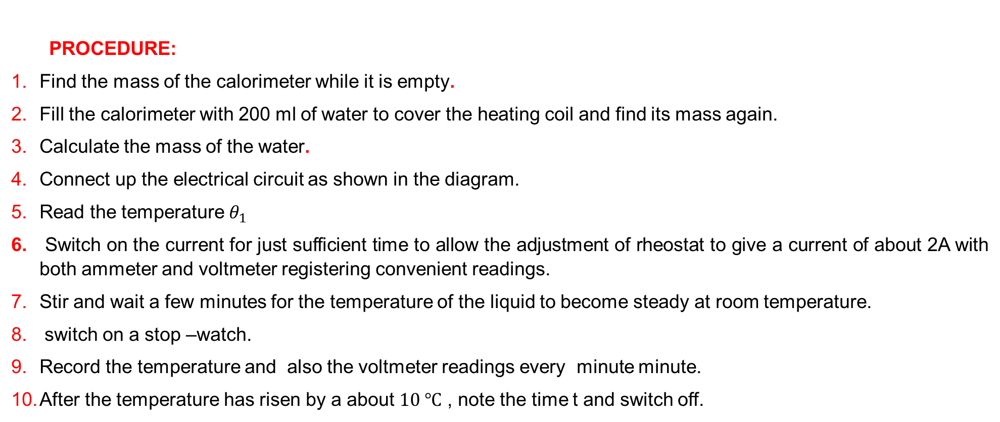 PROCEDURE:
1. Find the mass of the calorimeter while it is empty.
2. Fill the calorimeter with 200 ml of water to cover the heating coil and find its mass again.
3. Calculate the mass of the water.
4. Connect up the electrical circuit as shown in the diagram.
5. Read the temperature θ₁
6. Switch on the current for just sufficient time to allow the adjustment of rheostat to give a current of about 2A with
both ammeter and voltmeter registering convenient readings.
7. Stir and wait a few minutes for the temperature of the liquid to become steady at room temperature.
8. switch on a stop –watch.
9. Record the temperature and also the voltmeter readings every minute minute.
10. After the temperature has risen by a about 10 °C , note the time t and switch off.